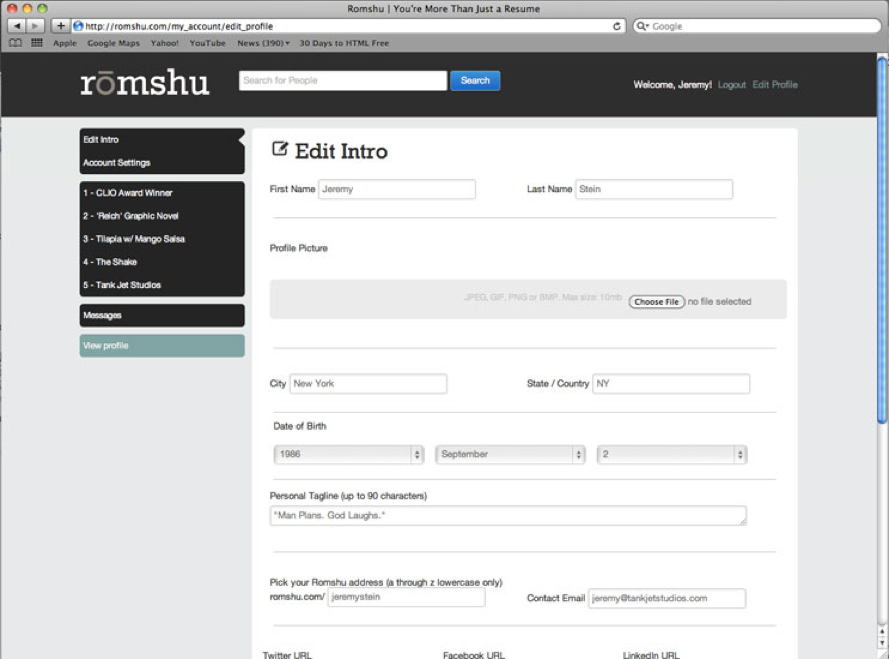 Romshu | You're More Than Just a Resume
http://romshu.com/my_account/edit_profile
Google
Apple Google Maps Yahoo! YouTube News (390) 30 Days to HTML Free
rōmshu
Search for People
Search
Welcome, Jeremy! Logout Edit Profile
Edit Intro
Account Settings
1 - CLIO Award Winner
2 - 'Reich' Graphic Novel
3 - Tilapia w/ Mango Salsa
4 - The Shake
5 - Tank Jet Studios
Messages
View profile
Edit Intro
First Name Jeremy Last Name Stein
Profile Picture
JPEG, GIF, PNG or BMP. Max size: 10mb Choose File no file selected
City New York State / Country NY
Date of Birth
1986 September 2
Personal Tagline (up to 90 characters)
"Man Plans. God Laughs."
Pick your Romshu address (a through z lowercase only)
romshu.com/ jeremystein Contact Email jeremy@tankjetstudios.com
Twitter URL Facebook URL LinkedIn URL